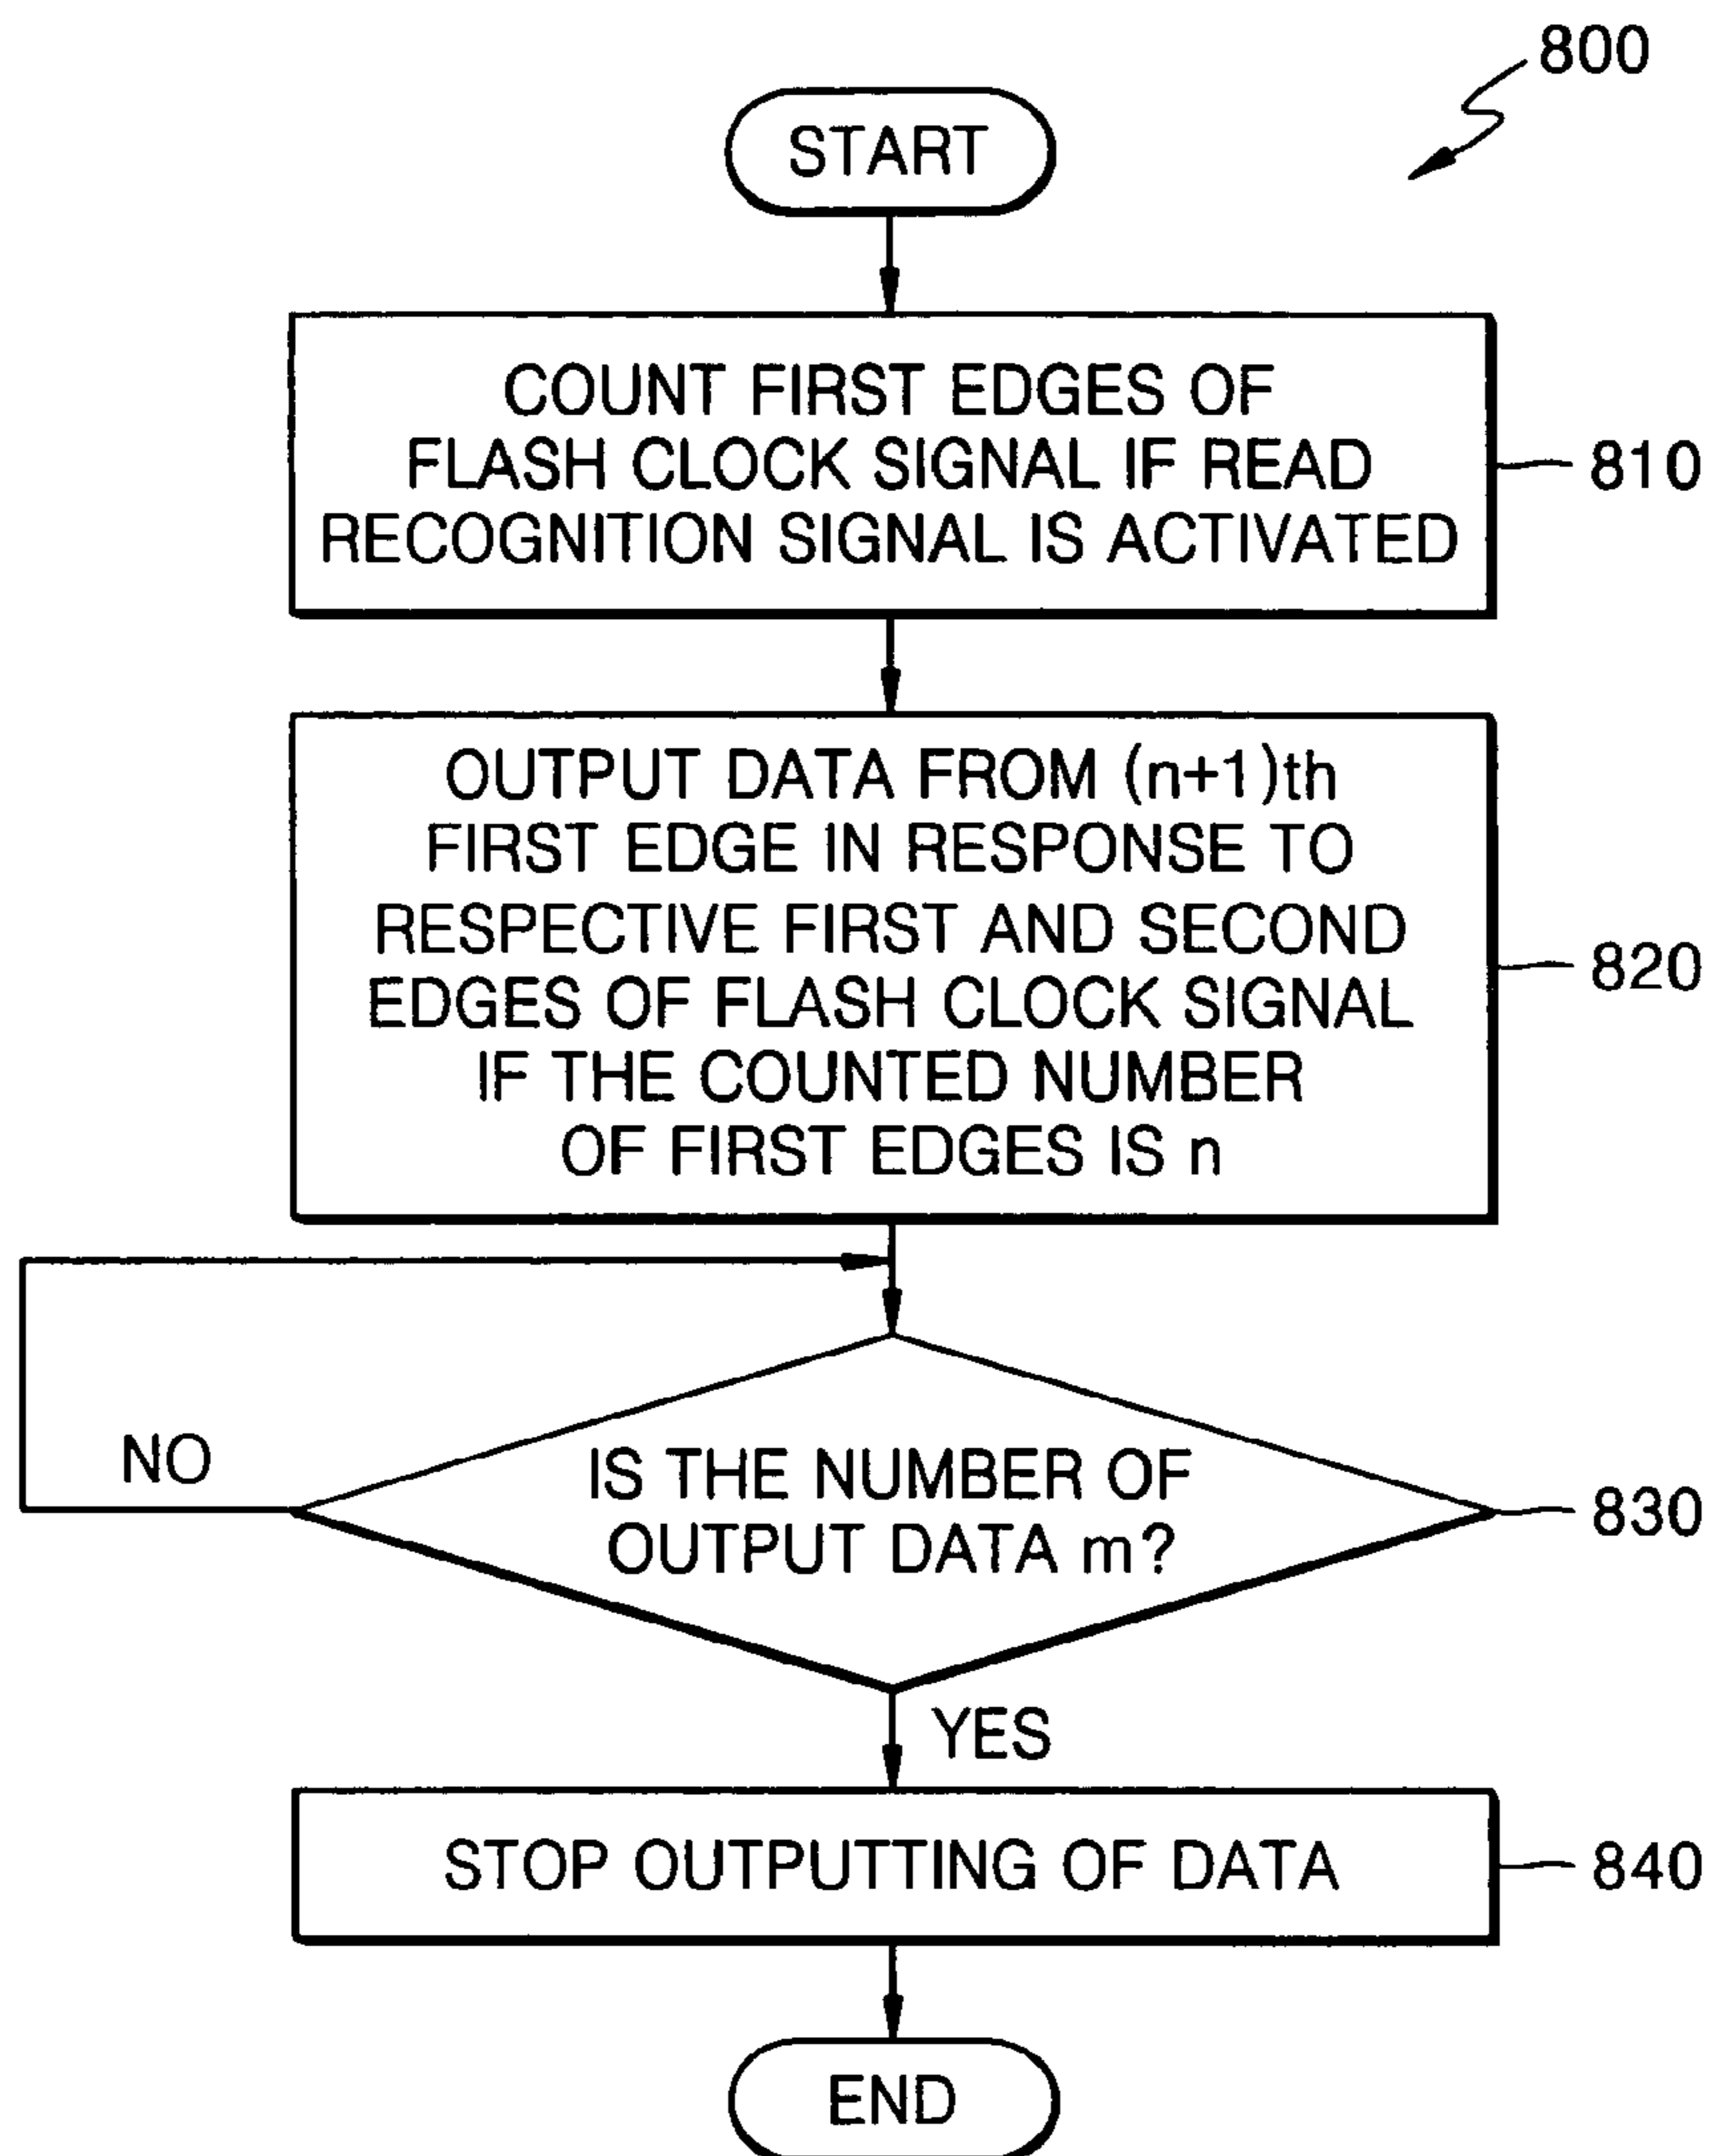 800
START
COUNT FIRST EDGES OF
FLASH CLOCK SIGNAL IF READ
RECOGNITION SIGNAL IS ACTIVATED
810
OUTPUT DATA FROM (n+1)th
FIRST EDGE IN RESPONSE TO
RESPECTIVE FIRST AND SECOND
EDGES OF FLASH CLOCK SIGNAL
IF THE COUNTED NUMBER
OF FIRST EDGES IS n
820
NO
IS THE NUMBER OF
OUTPUT DATA m?
830
YES
STOP OUTPUTTING OF DATA
840
END